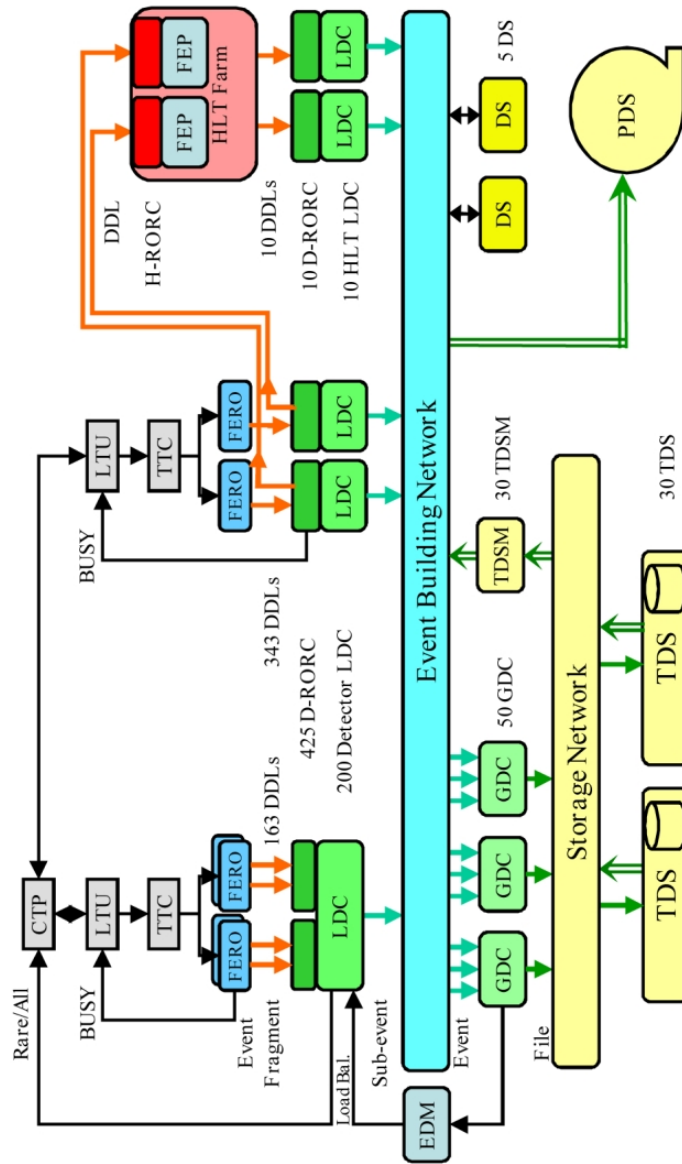 Rare/All
CTP
BUSY
LTU
BUSY
LTU
DDL
TTC
TTC
H-RORC
FEP
FEP
HLT Farm
FERO
FERO
FERO
FERO
Event
Fragment
163 DDLs
343 DDLs
10 DDLs
425 D-RORC
10 D-RORC
LDC
200 Detector LDC
LDC
LDC
10 HLT LDC
LDC
LDC
Load Bal.
Sub-event
EDM
Event Building Network
Event
GDC
GDC
GDC
50 GDC
TDSM
30 TDSM
DS
DS
5 DS
File
Storage Network
PDS
TDS
TDS
30 TDS